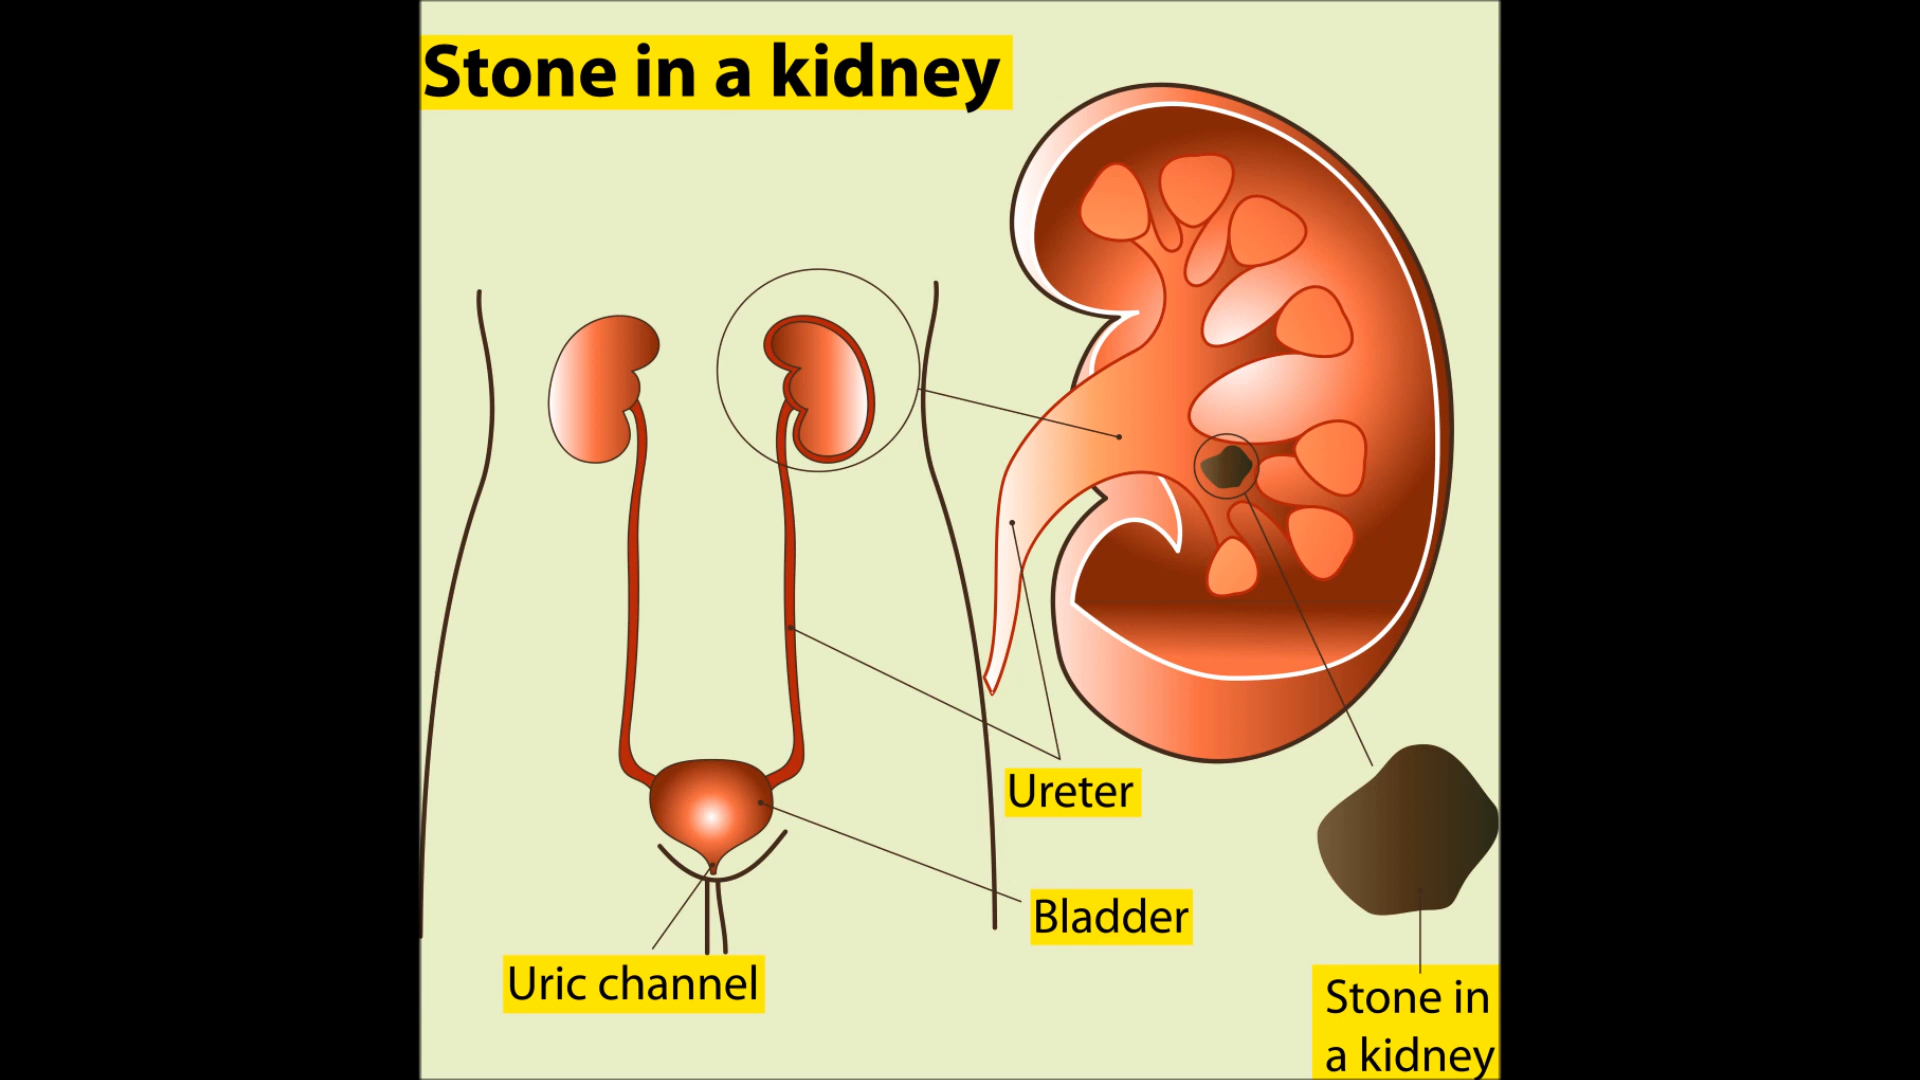 Stone in a kidney
Ureter
Bladder
Uric channel
Stone in
a kidney